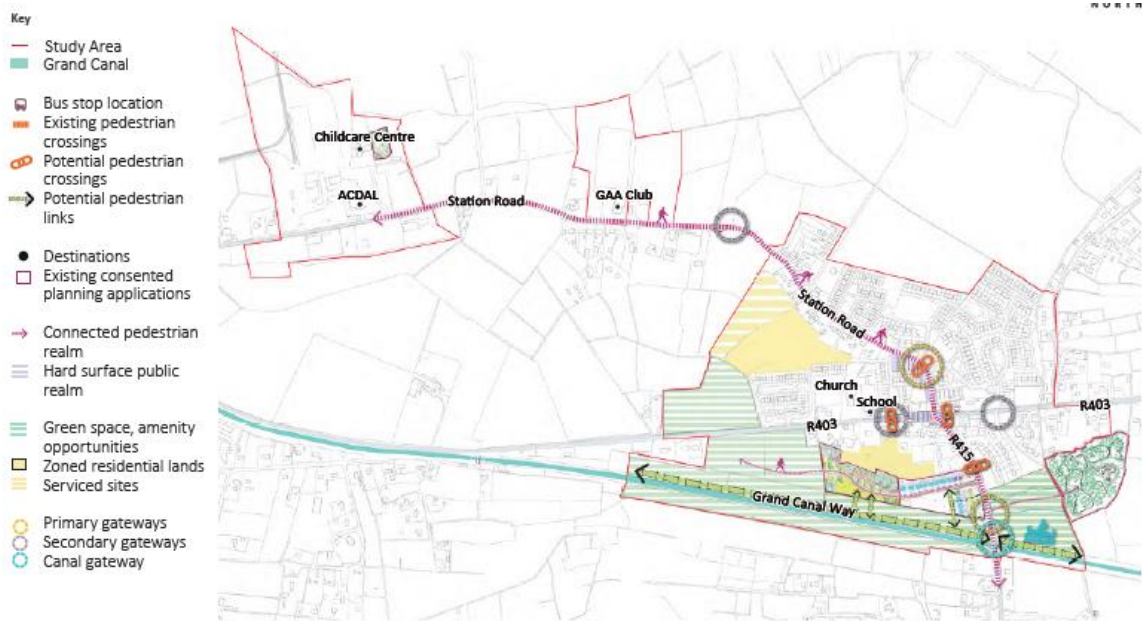 NORTH
Key
Study Area
Grand Canal
Bus stop location
Existing pedestrian
crossings
Potential pedestrian
crossings
Potential pedestrian
links
Destinations
Existing consented
planning applications
Connected pedestrian
realm
Hard surface public
realm
Green space, amenity
opportunities
Zoned residential lands
Serviced sites
Primary gateways
Secondary gateways
Canal gateway
Childcare Centre
ACDAL
Station Road
GAA Club
Station Road
Church
School
R403
R403
R415
Grand Canal Way